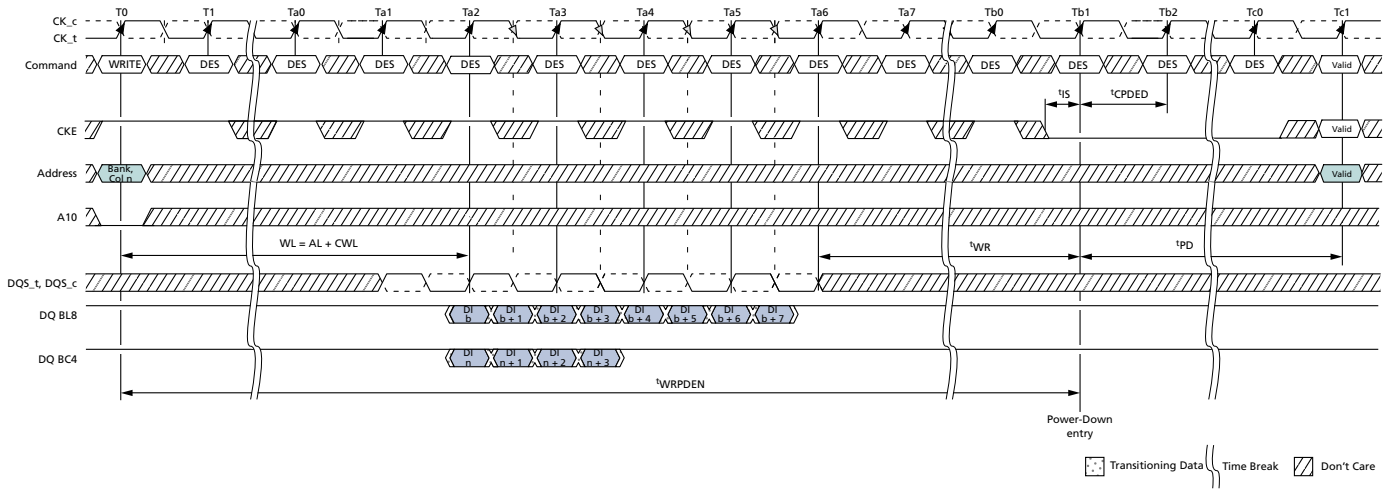 T0 T1 Ta0 Ta1 Ta2 Ta3 Ta4 Ta5 Ta6 Ta7 Tb0 Tb1 Tb2 Tc0 Tc1
CK_c
CK_t
Command WRITE DES DES DES DES DES DES DES DES DES DES DES DES DES Valid
tIS tCPDED
CKE Valid
Address Bank, Col n Valid
A10
WL = AL + CWL tWR tPD
DQS_t, DQS_c
DQ BL8 DI b DI b + 1 DI b + 2 DI b + 3 DI b + 4 DI b + 5 DI b + 6 DI b + 7
DQ BC4 DI n DI n + 1 DI n + 2 DI n + 3
tWRPDEN
Power-Down
entry
Transitioning Data Time Break Don't Care